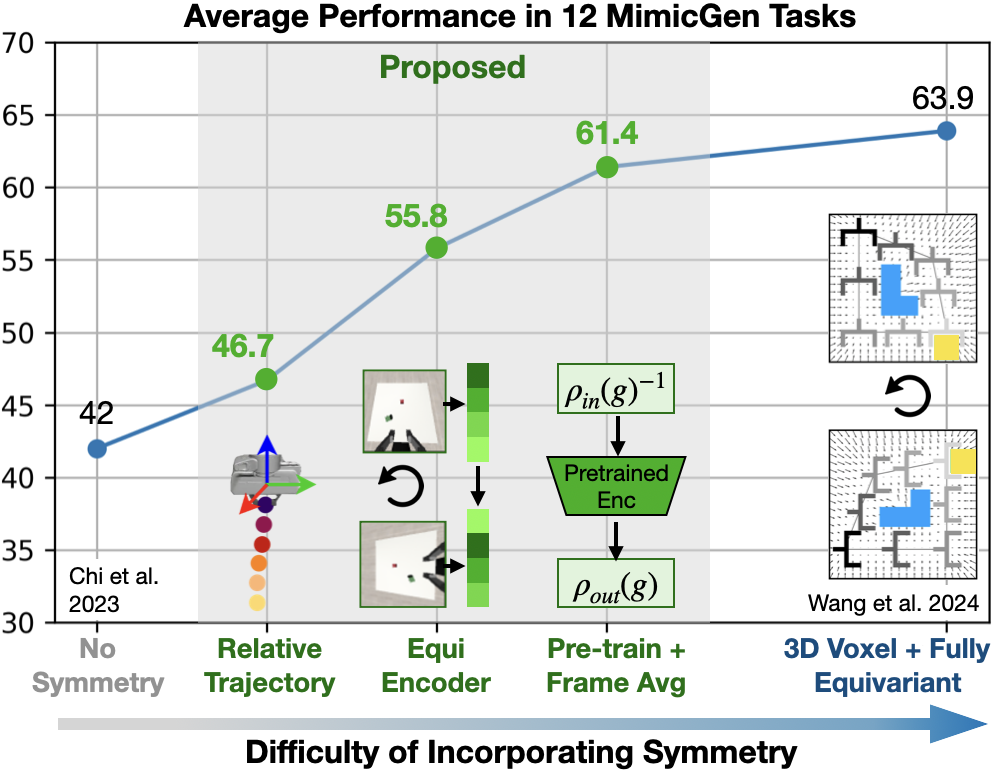 Average Performance in 12 MimicGen Tasks
70
65
60
55
50
45
40
35
30
Proposed
42
46.7
55.8
61.4
63.9
ρin(g)−1
Pretrained
Enc
ρout(g)
Chi et al.
2023
Wang et al. 2024
No
Symmetry
Relative
Trajectory
Equi
Encoder
Pre-train +
Frame Avg
3D Voxel + Fully
Equivariant
Difficulty of Incorporating Symmetry